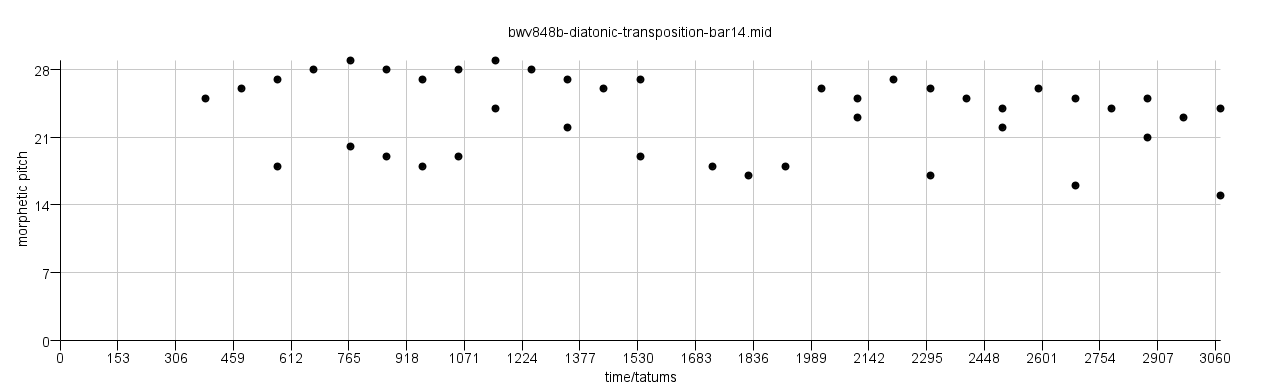 bwv848b-diatonic-transposition-bar14.mid
28
21
14
7
0
morphetic pitch
0 153 306 459 612 765 918 1071 1224 1377 1530 1683 1836 1989 2142 2295 2448 2601 2754 2907 3060
time/tatums